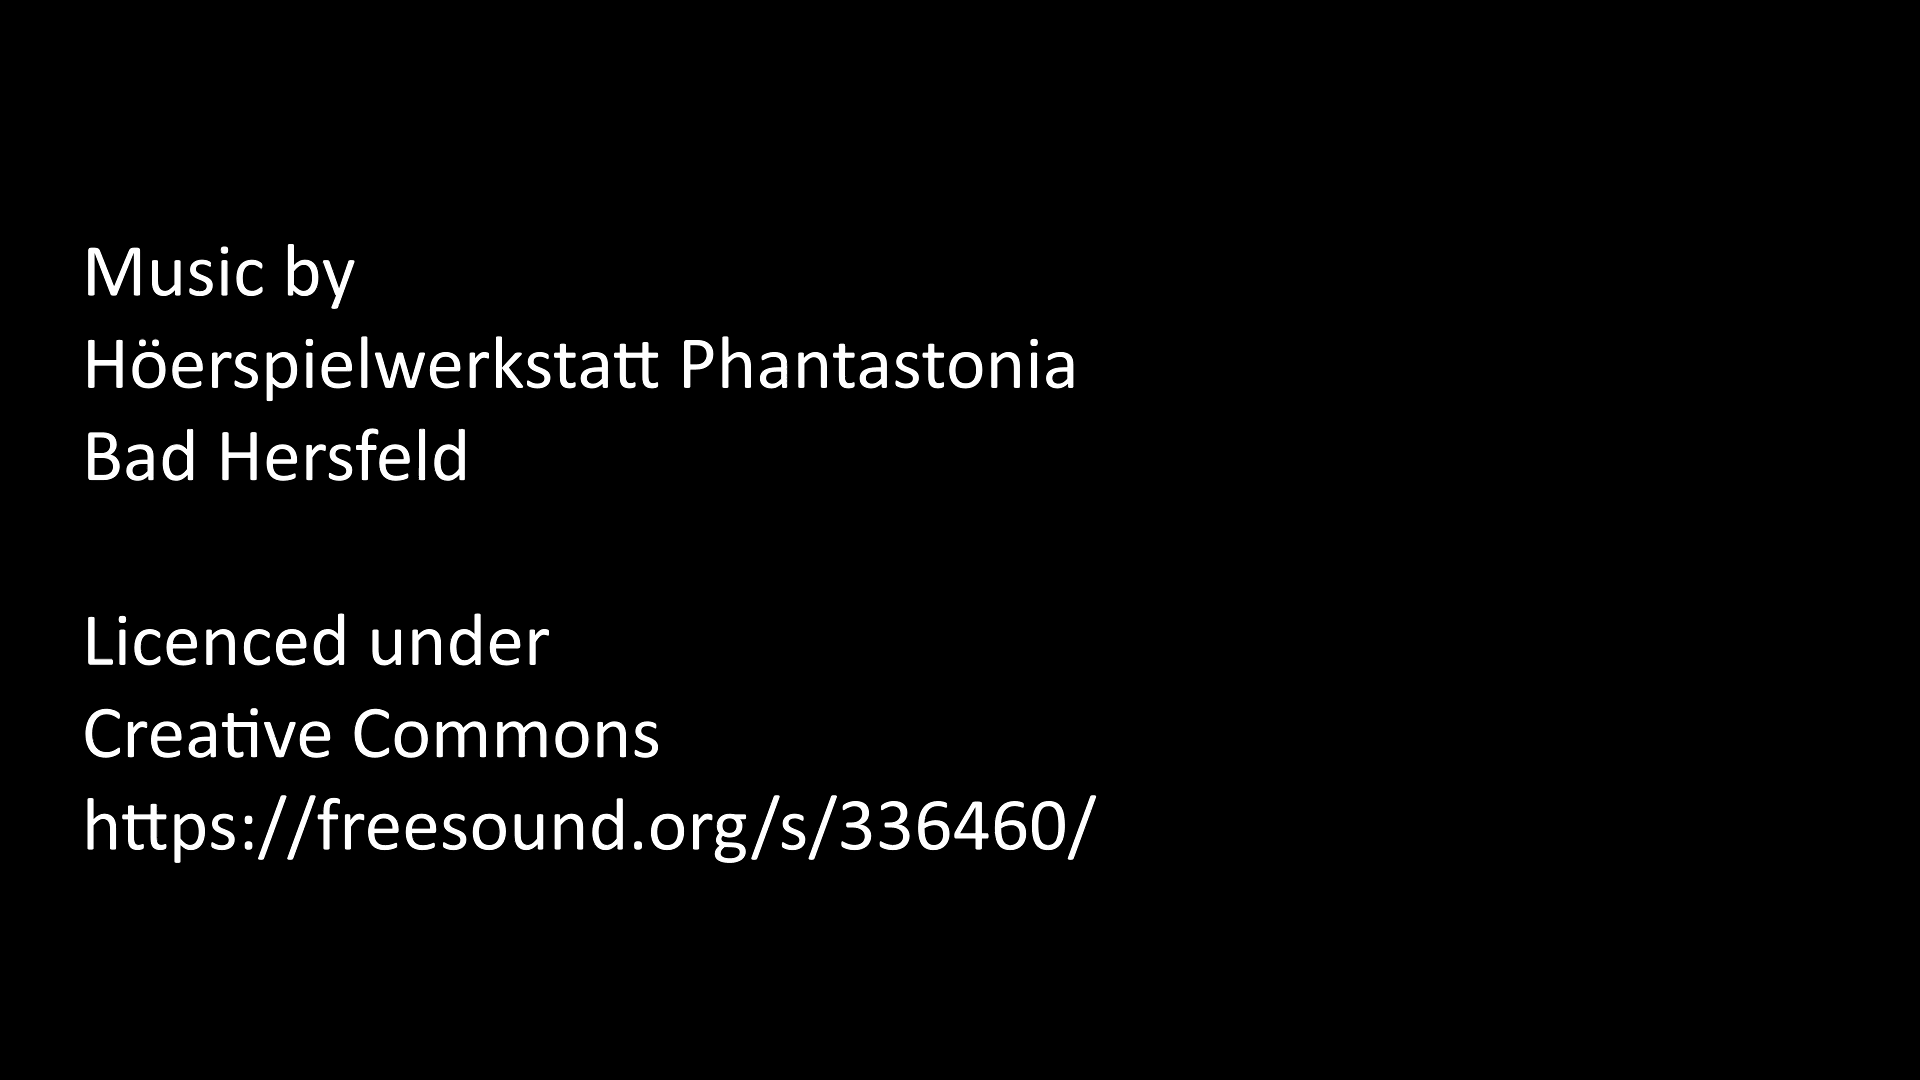 Music by
Höerspielwerkstatt Phantastonia
Bad Hersfeld
Licenced under
Creative Commons
https://freesound.org/s/336460/